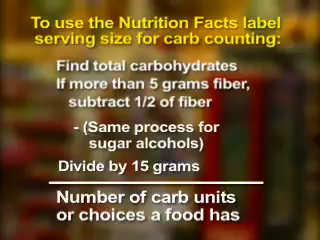 To use the Nutrition Facts label
serving size for carb counting:
Find total carbohydrates
If more than 5 grams fiber,
subtract 1/2 of fiber
- (Same process for
sugar alcohols)
Divide by 15 grams
Number of carb units
or choices a food has